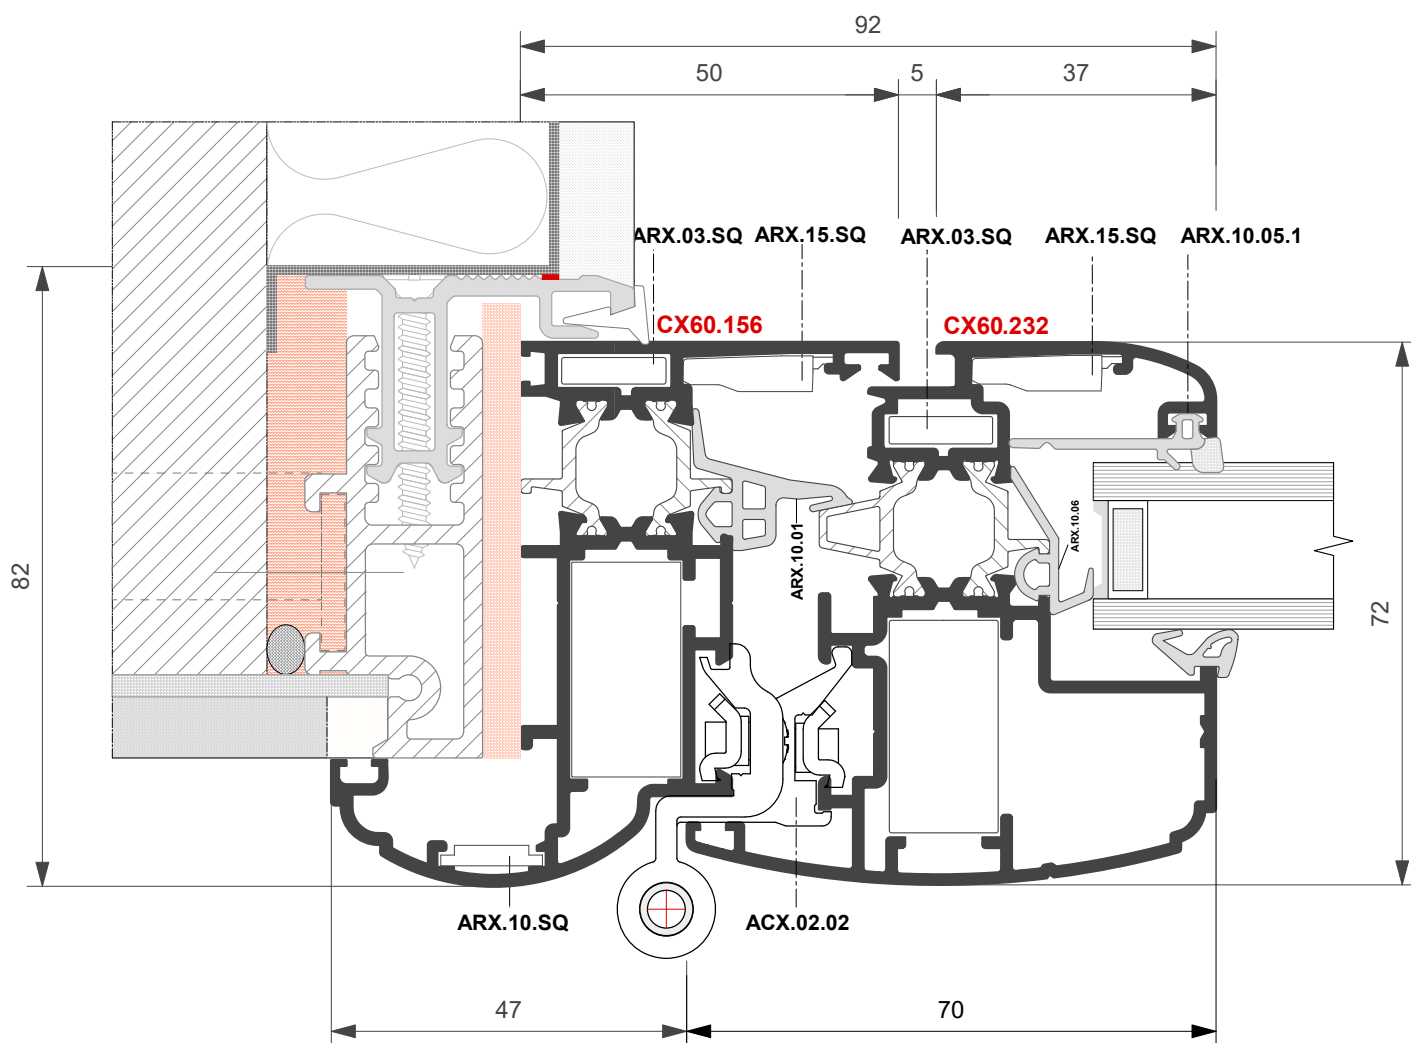 92
50
5
37
ARX.03.SQ
ARX.15.SQ
ARX.03.SQ
ARX.15.SQ
ARX.10.05.1
CX60.156
CX60.232
ARX.10.01
ARX.10.06
82
72
ARX.10.SQ
ACX.02.02
47
70